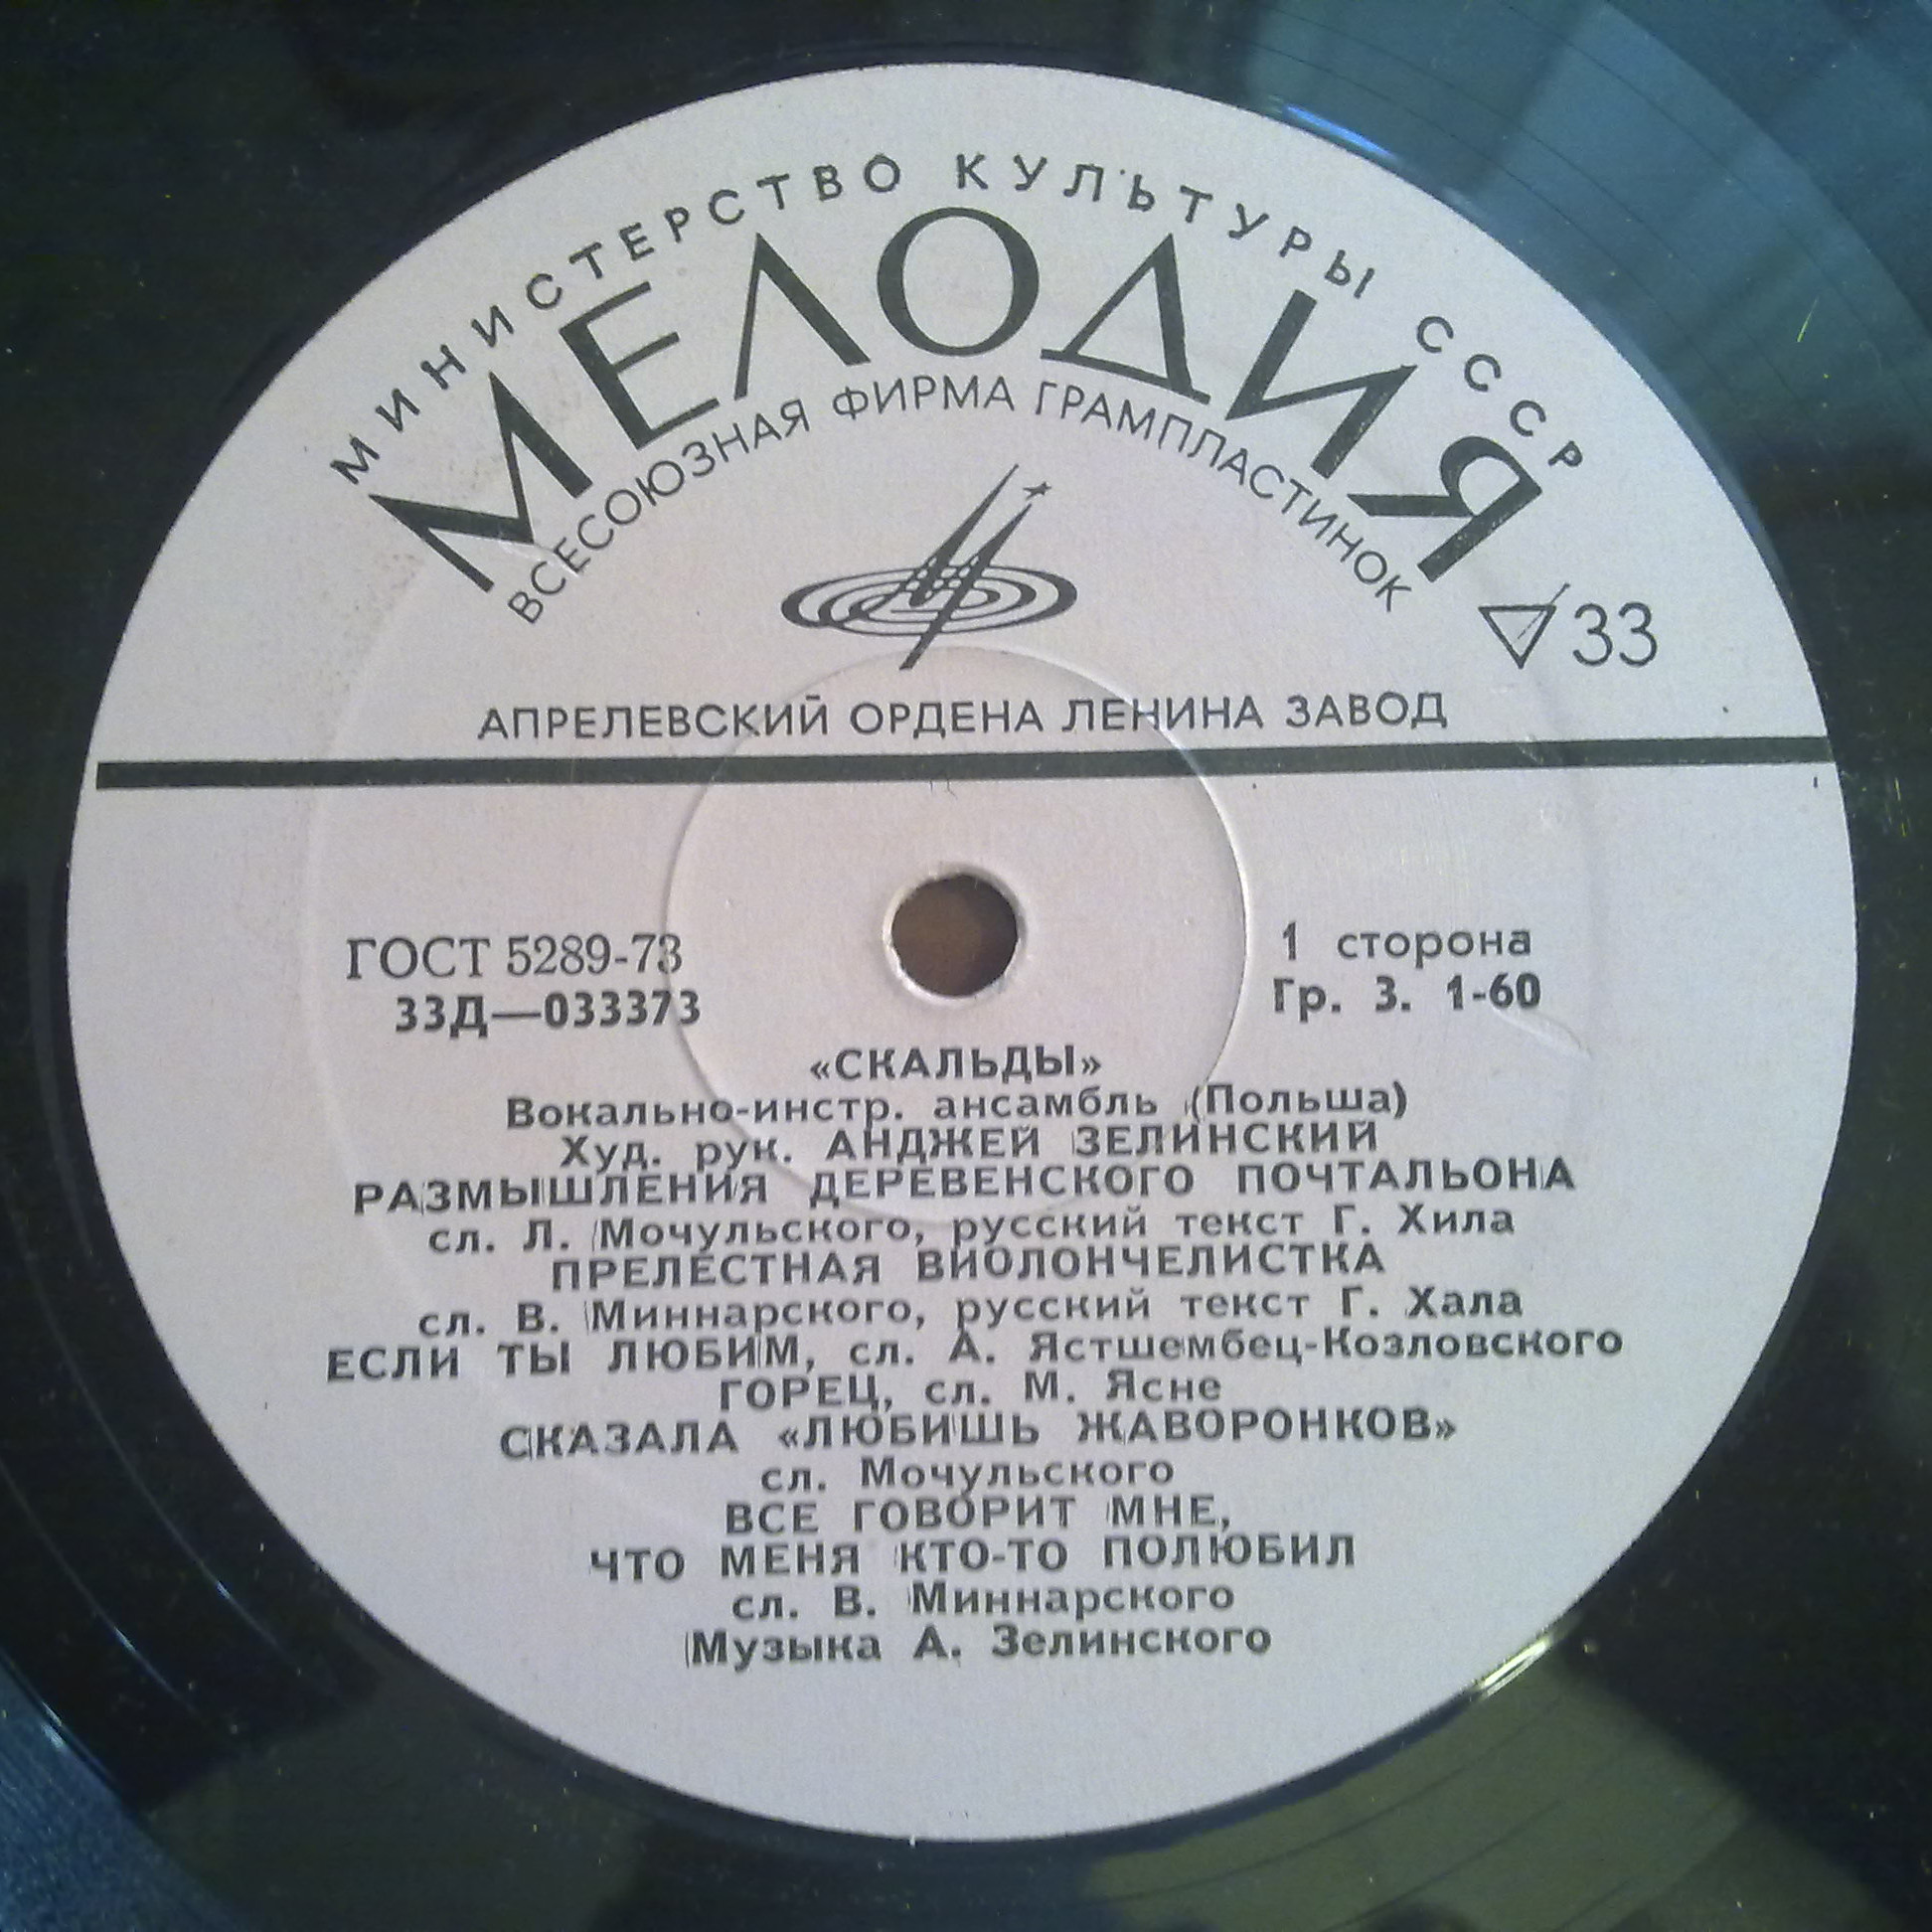 МИНИСТЕРСТВО КУЛЬТУРЫ СССР
МЕЛОДИЯ
ВСЕСОЮЗНАЯ ФИРМА ГРАМПЛАСТИНОК
33
АПРЕЛЕВСКИЙ ОРДЕНА ЛЕНИНА ЗАВОД
ГОСТ 5289-73
33Д—033373
1 сторона
Гр. 3. 1-60
«СКАЛЬДЫ»
Вокально-инстр. ансамбль (Польша)
Худ. рук. АНДЖЕЙ ЗЕЛИНСКИЙ
РАЗМЫШЛЕНИЯ ДЕРЕВЕНСКОГО ПОЧТАЛЬОНА
сл. Л. Мочульского, русский текст Г. Хила
ПРЕЛЕСТНАЯ ВИОЛОНЧЕЛИСТКА
сл. В. Миннарского, русский текст Г. Хала
ЕСЛИ ТЫ ЛЮБИМ, сл. А. Ястшембец-Козловского
ГОРЕЦ, сл. М. Ясне
СКАЗАЛА «ЛЮБИШЬ ЖАВОРОНКОВ»
сл. Мочульского
ВСЕ ГОВОРИТ МНЕ,
ЧТО МЕНЯ КТО-ТО ПОЛЮБИЛ
сл. В. Миннарского
Музыка А. Зелинского